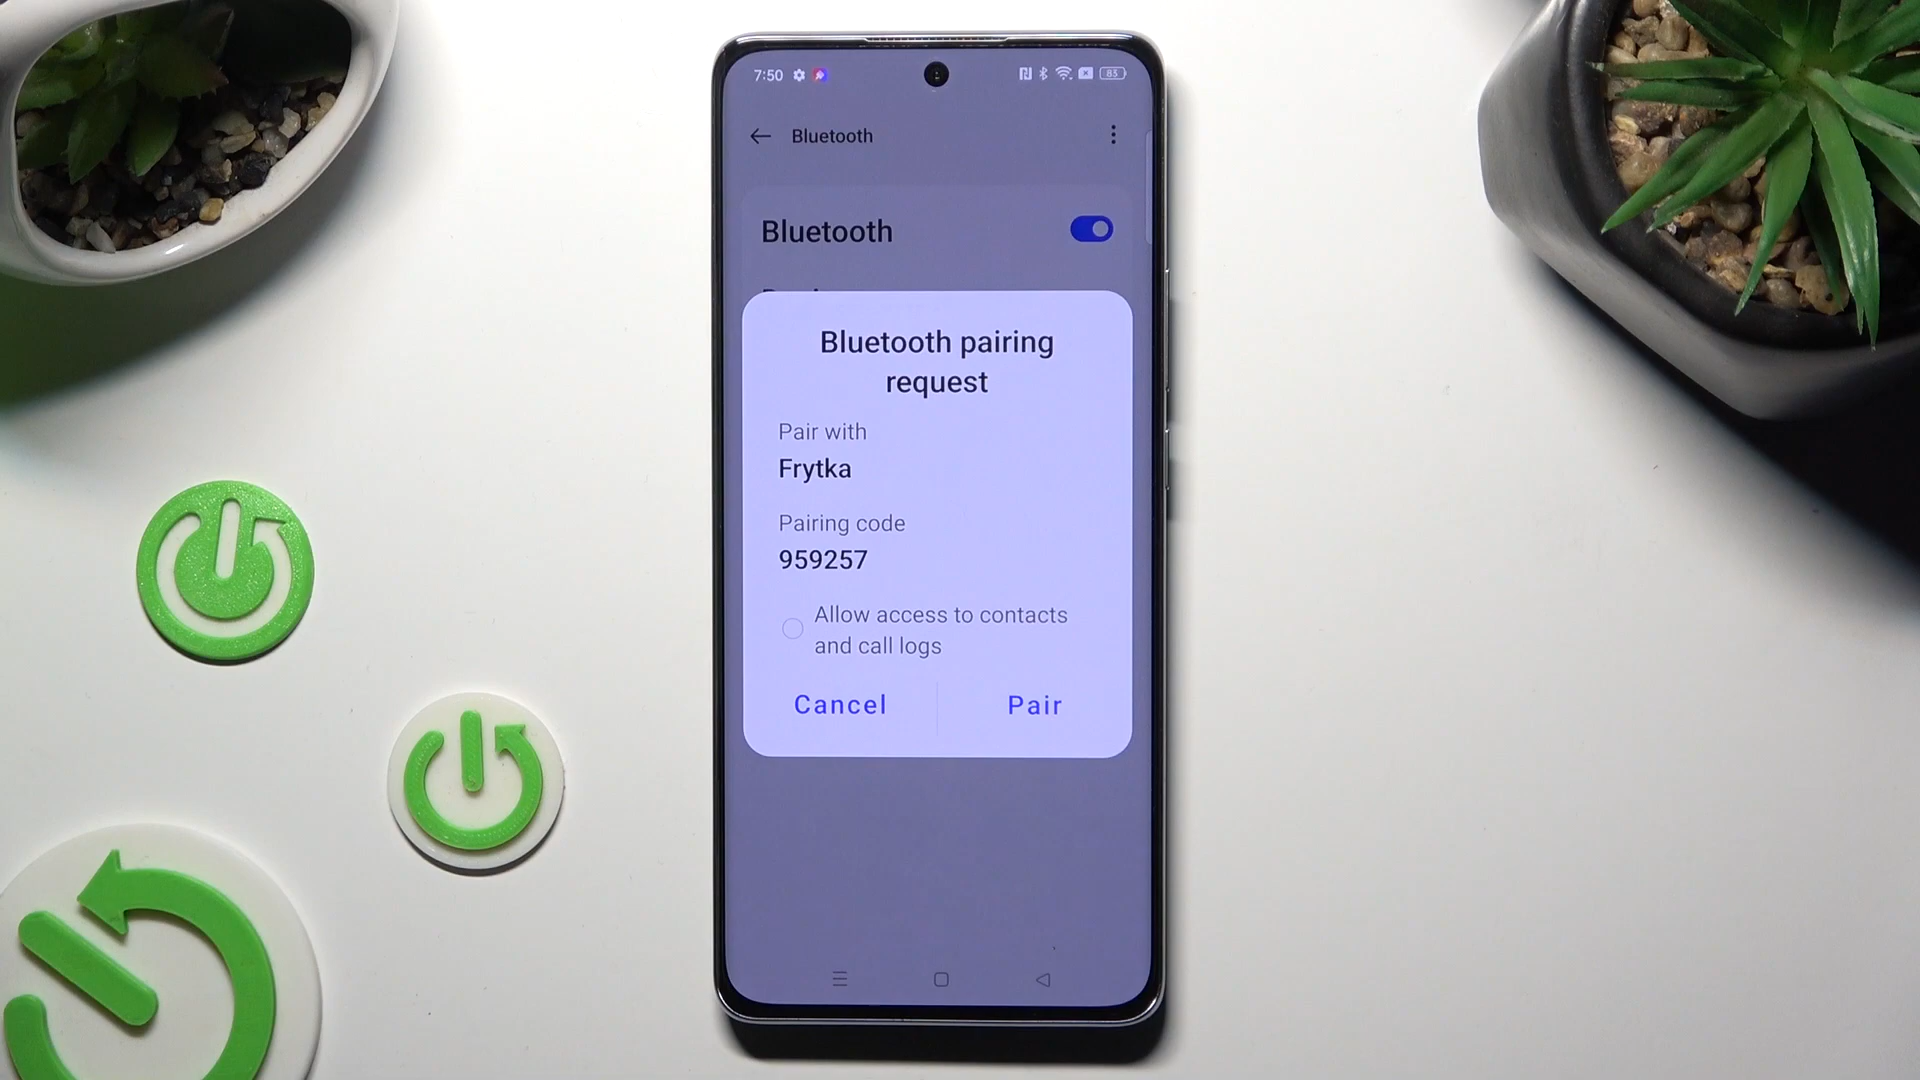 7:50
83
Bluetooth
Bluetooth
Bluetooth pairing
request
Pair with
Frytka
Pairing code
959257
Allow access to contacts
and call logs
Cancel
Pair